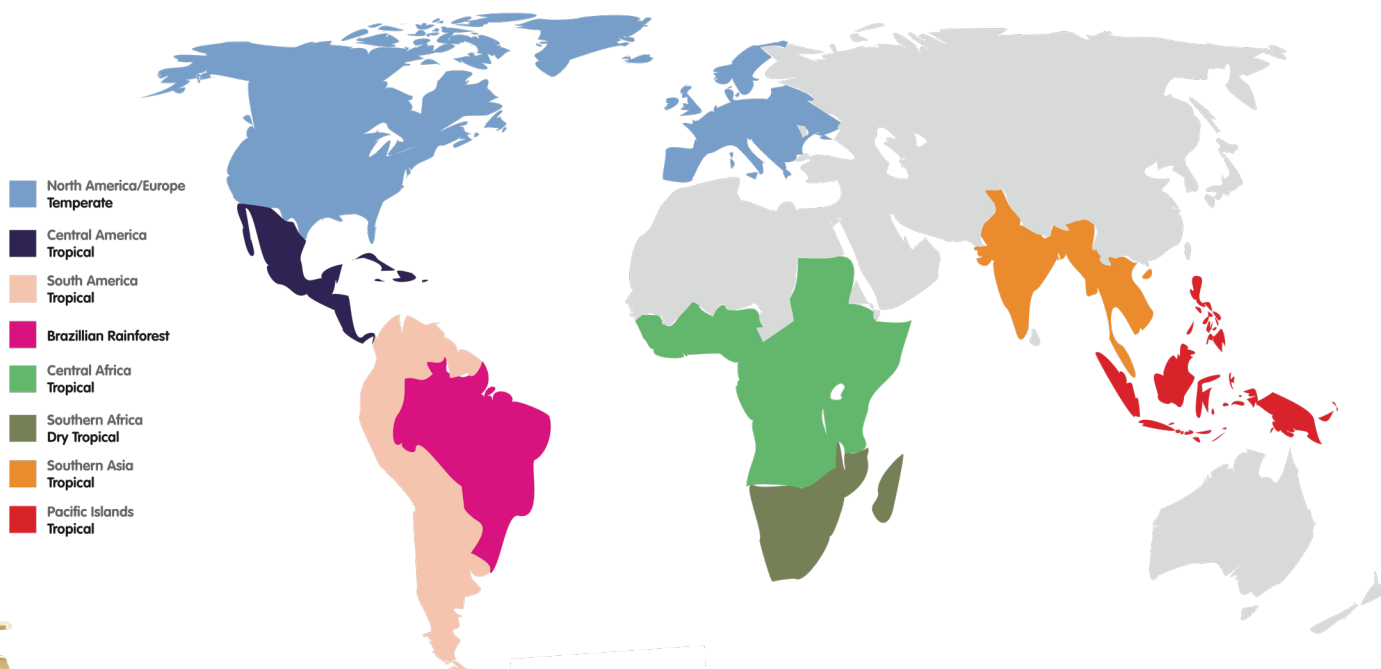 North America/Europe
Temperate
Central America
Tropical
South America
Tropical
Brazillian Rainforest
Central Africa
Tropical
Southern Africa
Dry Tropical
Southern Asia
Tropical
Pacific Islands
Tropical